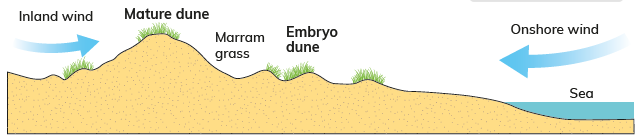 Inland wind
Mature dune
Marram
grass
Embryo
dune
Onshore wind
Sea